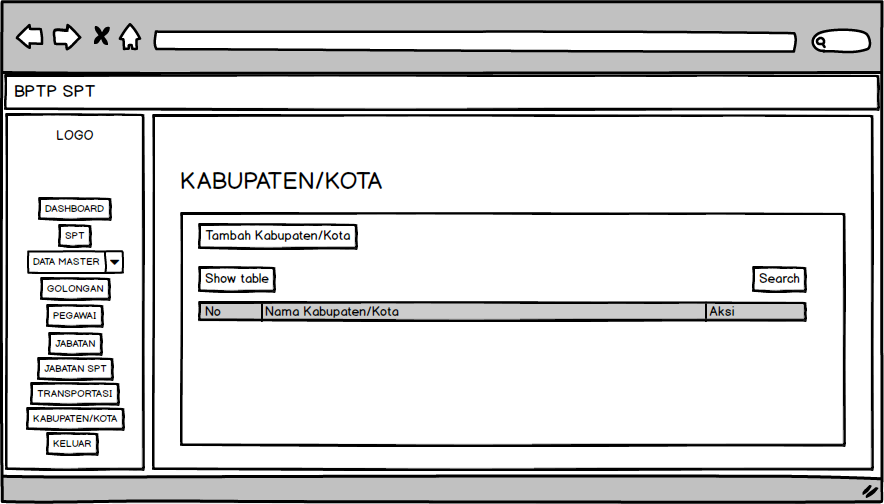 BPTP SPT
LOGO
DASHBOARD
SPT
DATA MASTER
GOLONGAN
PEGAWAI
JABATAN
JABATAN SPT
TRANSPORTASI
KABUPATEN/KOTA
KELUAR
KABUPATEN/KOTA
Tambah Kabupaten/Kota
Show table Search
No Nama Kabupaten/Kota Aksi